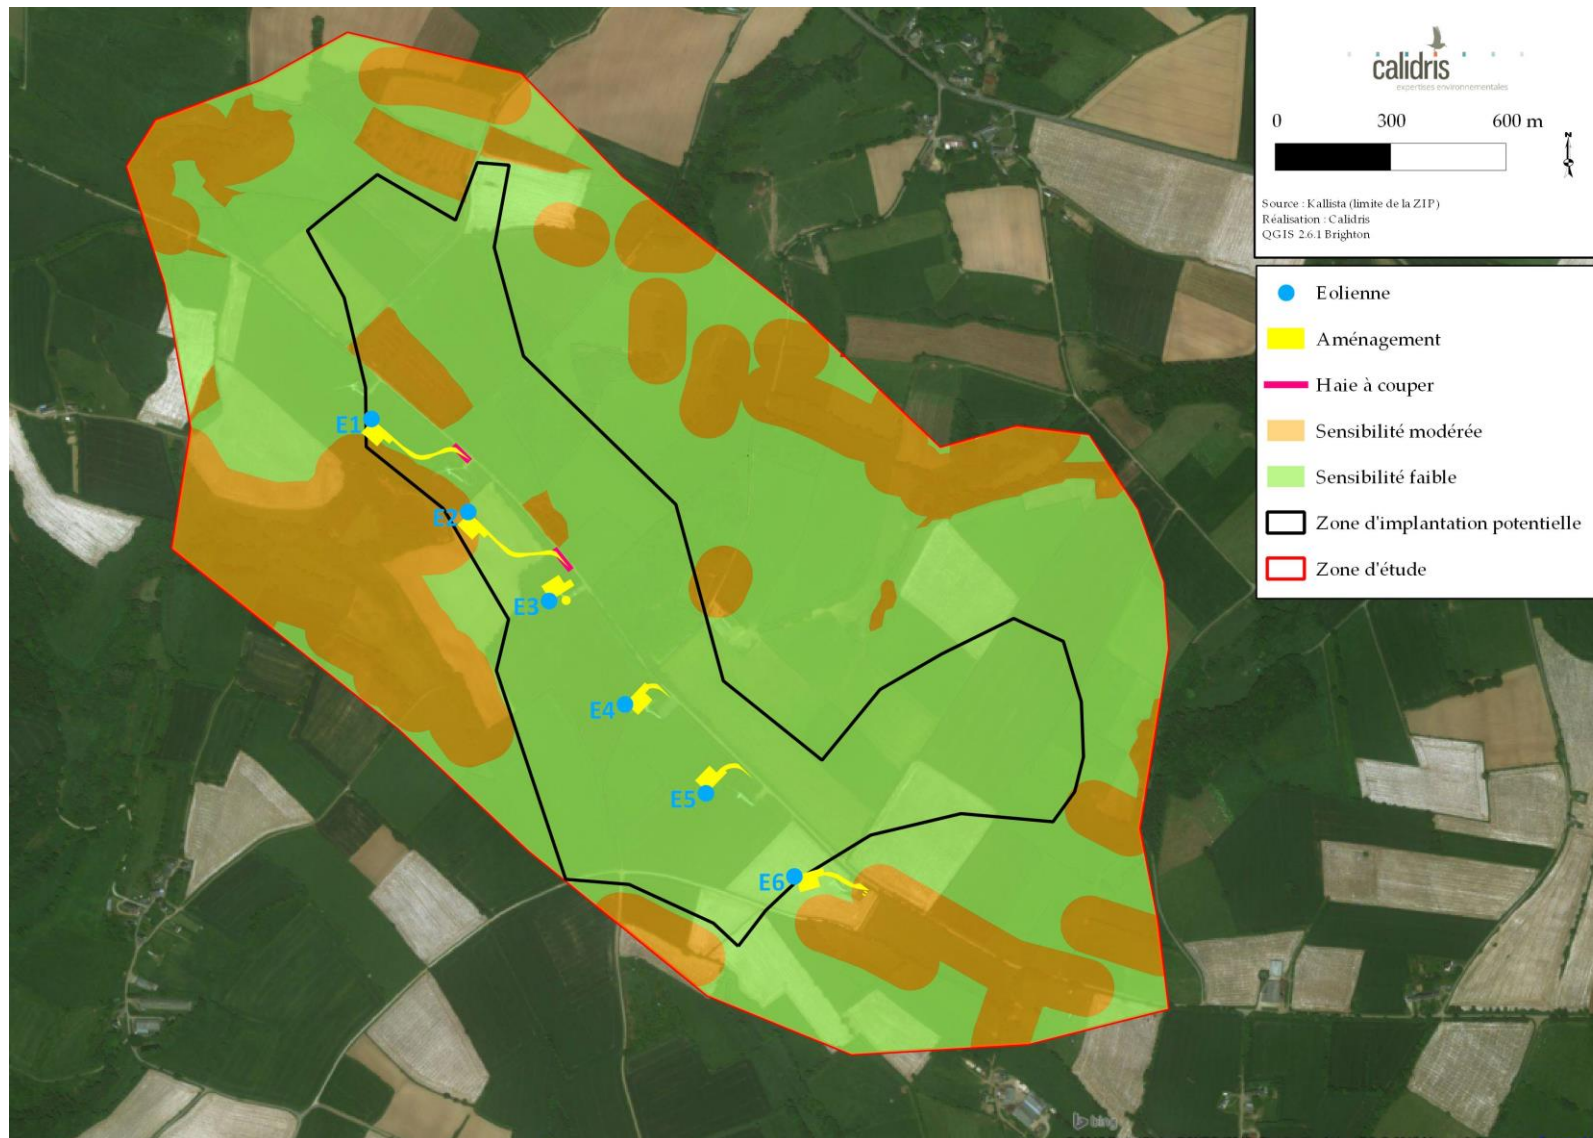 calidris
expertises environnementales
0 300 600 m
N
Source : Kallista (limite de la ZIP)
Réalisation : Calidris
QGIS 2.6.1 Brighton
Eolienne
Aménagement
Haie à couper
Sensibilité modérée
Sensibilité faible
Zone d'implantation potentielle
Zone d'étude
E1
E2
E3
E4
E5
E6
bing